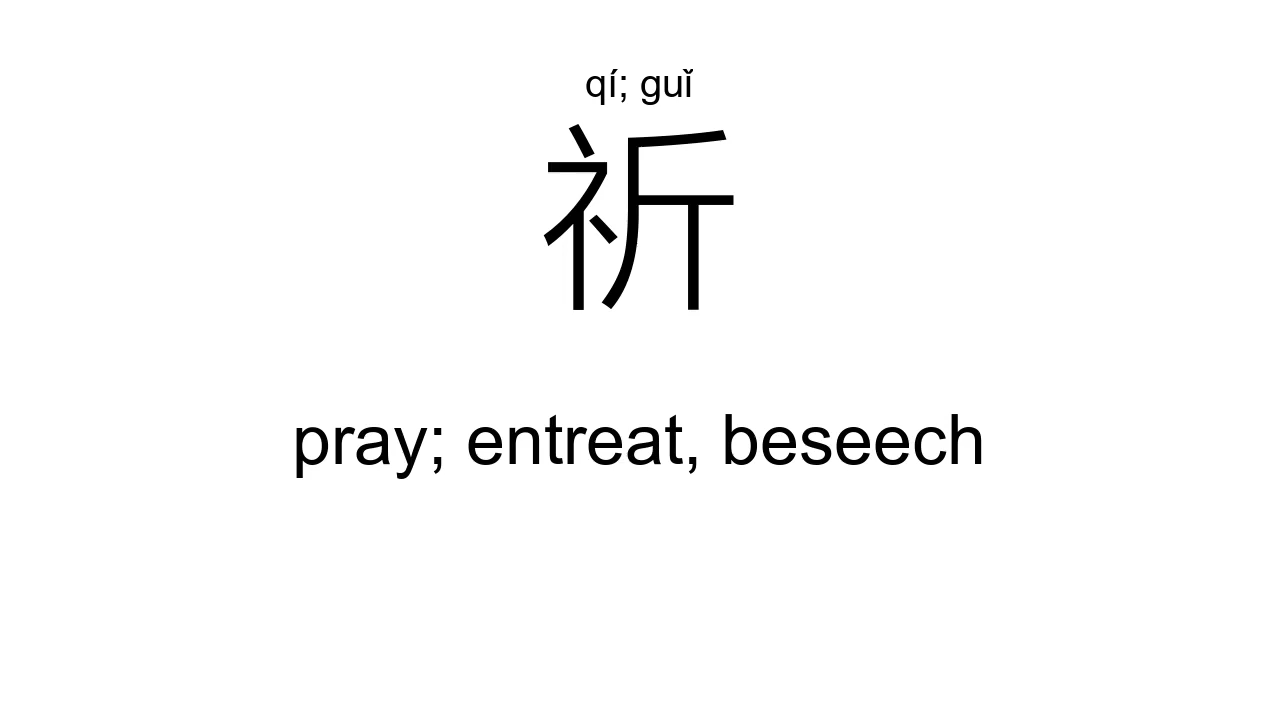 qí; guǐ
祈
pray; entreat, beseech